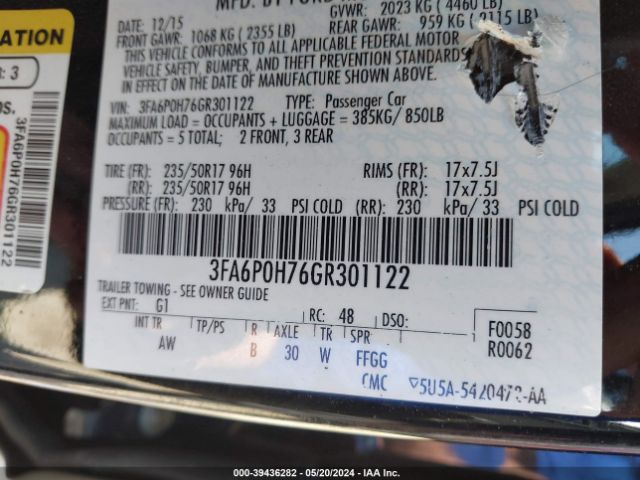 MFD. BY FORD
12/15
GVWR: 2023 KG ( 4460 LB)
FRONT GAWR: 1068 KG ( 2355 LB)
REAR GAWR: 959 KG ( 2115 LB)
THIS VEHICLE CONFORMS TO ALL APPLICABLE FEDERAL MOTOR
VEHICLE SAFETY, BUMPER, AND THEFT PREVENTION STANDARDS
IN EFFECT ON THE DATE OF MANUFACTURE SHOWN ABOVE.
VIN: 3FA6P0H76GR301122 TYPE: Passenger Car
MAXIMUM LOAD = OCCUPANTS + LUGGAGE = 385KG/ 850LB
OCCUPANTS = 5 TOTAL; 2 FRONT, 3 REAR
TIRE (FR): 235/50R17 96H RIMS (FR): 17x7.5J
(RR): 235/50R17 96H (RR): 17x7.5J
PRESSURE (FR): 230 kPa/ 33 PSI COLD (RR): 230 kPa/ 33 PSI COLD
3FA6P0H76GR301122
TRAILER TOWING - SEE OWNER GUIDE
EXT PNT: G1 RC: 48 DSO:
F0058
R0062
INT TR TP/PS R AXLE TR SPR
AW B 30 W FFGG
CMC
3FA6P0H76GR301122
: 3
000-39436282 - 05/20/2024 - IAA Inc.